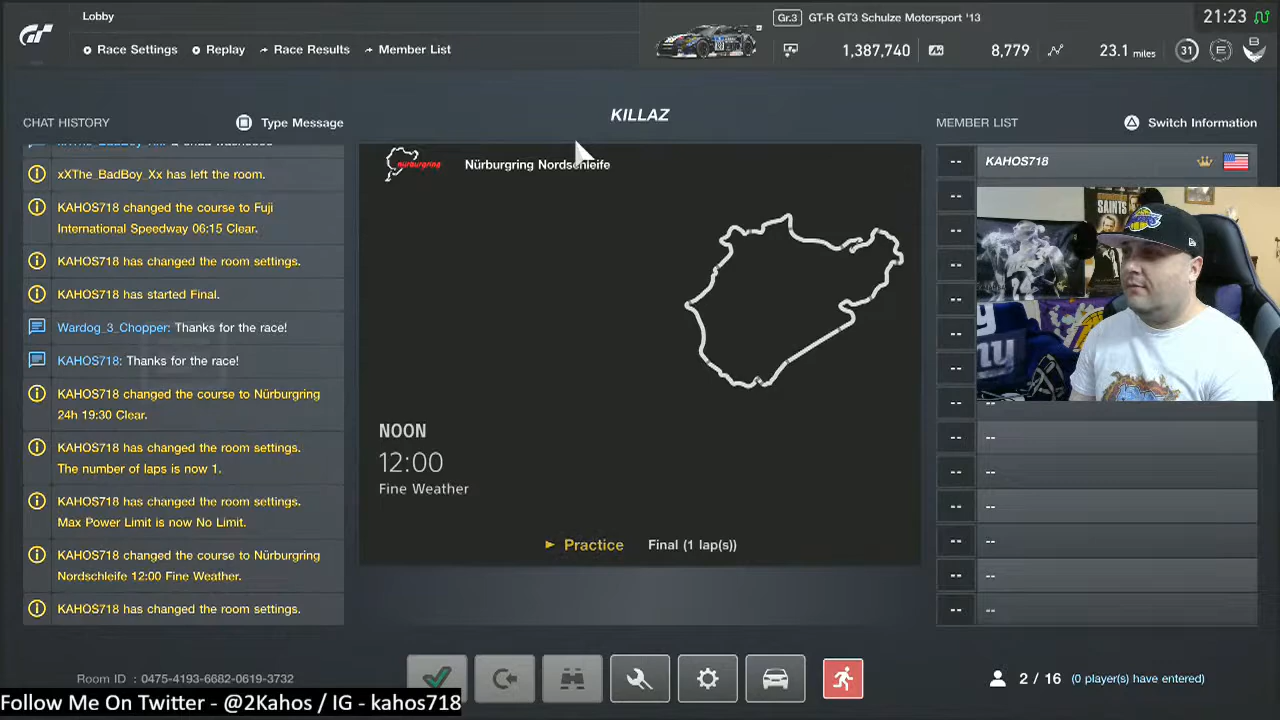 Lobby
Race Settings
Replay
Race Results
Member List
Gr.3
GT-R GT3 Schulze Motorsport '13
1,387,740
8,779
23.1 miles
31
E
B
21:23
CHAT HISTORY
Type Message
xXThe_BadBoy_Xx has left the room.
KAHOS718 changed the course to Fuji
International Speedway 06:15 Clear.
KAHOS718 has changed the room settings.
KAHOS718 has started Final.
Wardog_3_Chopper: Thanks for the race!
KAHOS718: Thanks for the race!
KAHOS718 changed the course to Nürburgring
24h 19:30 Clear.
KAHOS718 has changed the room settings.
The number of laps is now 1.
KAHOS718 has changed the room settings.
Max Power Limit is now No Limit.
KAHOS718 changed the course to Nürburgring
Nordschleife 12:00 Fine Weather.
KAHOS718 has changed the room settings.
KILLAZ
nürburgring
Nürburgring Nordschleife
NOON
12:00
Fine Weather
Practice
Final (1 lap(s))
MEMBER LIST
Switch Information
KAHOS718
SAINTS
Room ID : 0475-4193-6682-0619-3732
2 / 16
(0 player(s) have entered)
Follow Me On Twitter - @2Kahos / IG - kahos718